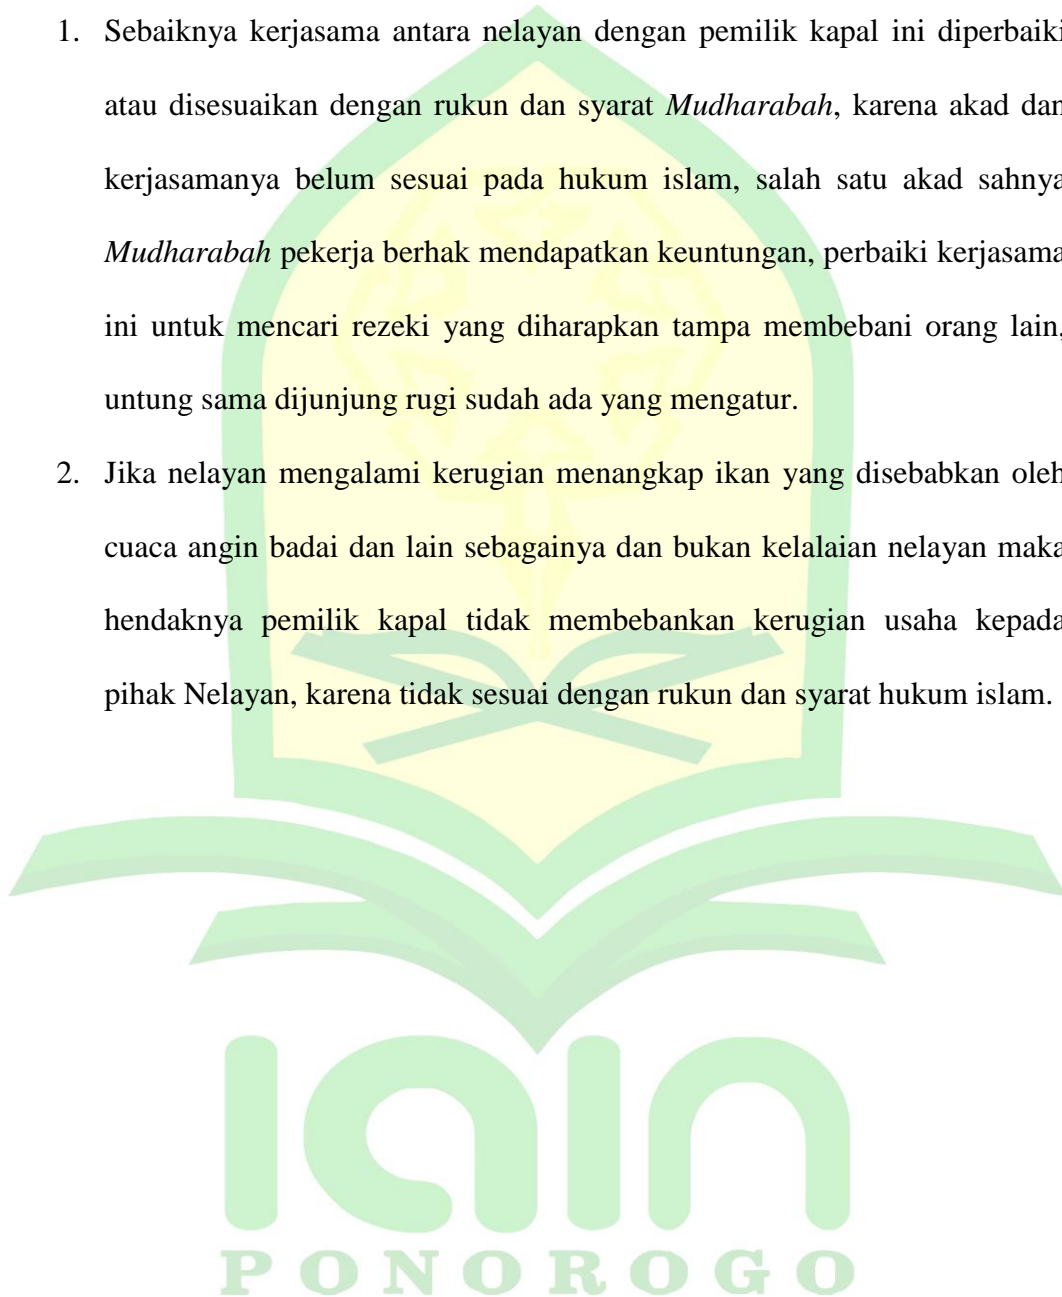 1. Sebaiknya kerjasama antara nelayan dengan pemilik kapal ini diperbaiki
atau disesuaikan dengan rukun dan syarat Mudharabah, karena akad dan
kerjasamanya belum sesuai pada hukum islam, salah satu akad sahnya
Mudharabah pekerja berhak mendapatkan keuntungan, perbaiki kerjasama
ini untuk mencari rezeki yang diharapkan tampa membebani orang lain,
untung sama dijunjung rugi sudah ada yang mengatur.
2. Jika nelayan mengalami kerugian menangkap ikan yang disebabkan oleh
cuaca angin badai dan lain sebagainya dan bukan kelalaian nelayan maka
hendaknya pemilik kapal tidak membebankan kerugian usaha kepada
pihak Nelayan, karena tidak sesuai dengan rukun dan syarat hukum islam.
iain
PONOROGO